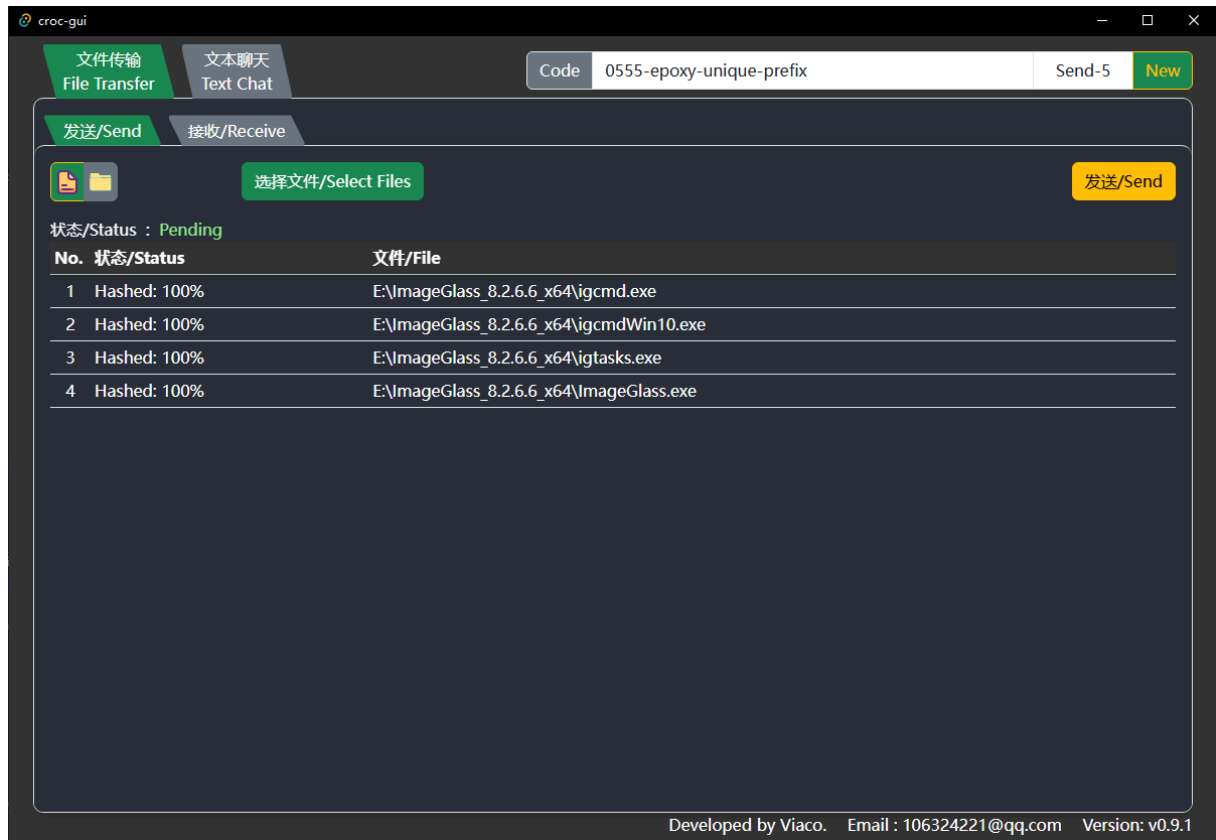 croc-gui
文件传输
File Transfer
文本聊天
Text Chat
Code 0555-epoxy-unique-prefix Send-5 New
发送/Send 接收/Receive
选择文件/Select Files 发送/Send
状态/Status : Pending
No. 状态/Status 文件/File
1 Hashed: 100% E:\ImageGlass_8.2.6.6_x64\igcmd.exe
2 Hashed: 100% E:\ImageGlass_8.2.6.6_x64\igcmdWin10.exe
3 Hashed: 100% E:\ImageGlass_8.2.6.6_x64\igtasks.exe
4 Hashed: 100% E:\ImageGlass_8.2.6.6_x64\ImageGlass.exe
Developed by Viaco. Email : 106324221@qq.com Version: v0.9.1